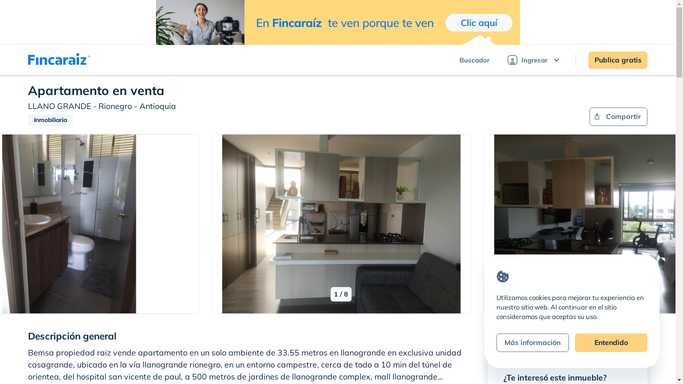 En Fincaraíz te ven porque te ven
Clic aquí
Fincaraiz
Buscador
Ingresar
Publica gratis
Apartamento en venta
LLANO GRANDE - Rionegro - Antioquia
Inmobiliaria
Compartir
1 / 8
Utilizamos cookies para mejorar tu experiencia en
nuestro sitio web. Al continuar en el sitio
consideramos que aceptas su uso.
Más información
Entendido
Descripción general
Bemsa propiedad raiz vende apartamento en un solo ambiente de 33.55 metros en llanogrande en exclusiva unidad
casagrande, ubicado en la vía llanogrande rionegro, en un entorno campestre, cerca de todo a 10 min del túnel de
orientea, del hospital san vicente de paul, a 500 metros de jardines de llanogrande complex, mall llanogrande...
¿Te interesó este inmueble?